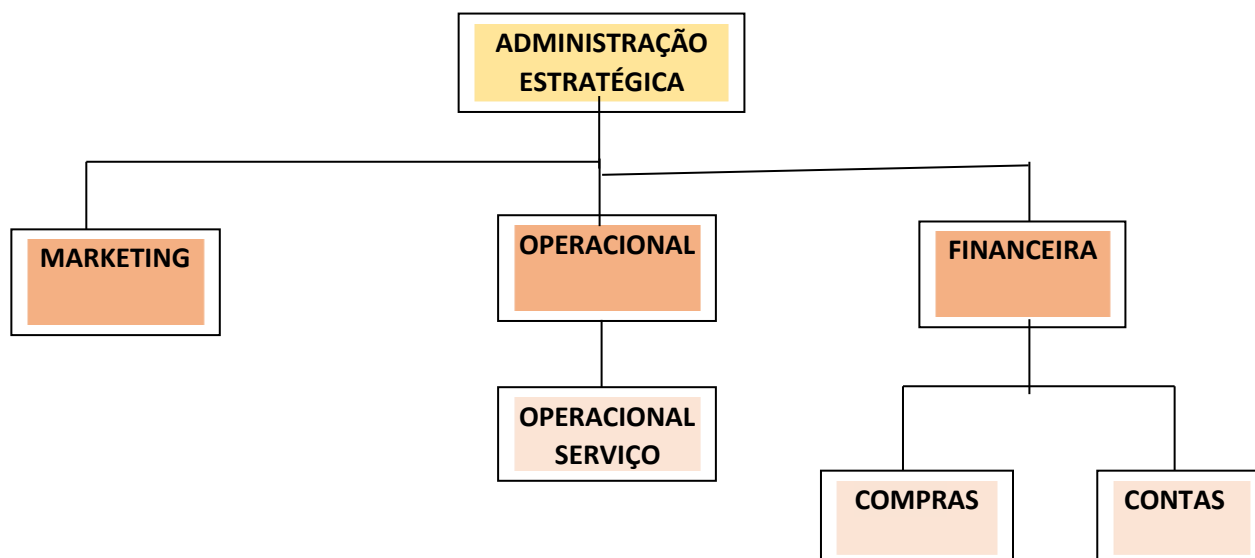 ADMINISTRAÇÃO
ESTRATÉGICA
MARKETING
OPERACIONAL
FINANCEIRA
OPERACIONAL
SERVIÇO
COMPRAS
CONTAS